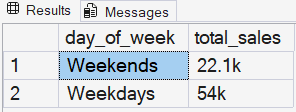 Results Messages
day_of_week total_sales
1 Weekends 22.1k
2 Weekdays 54k